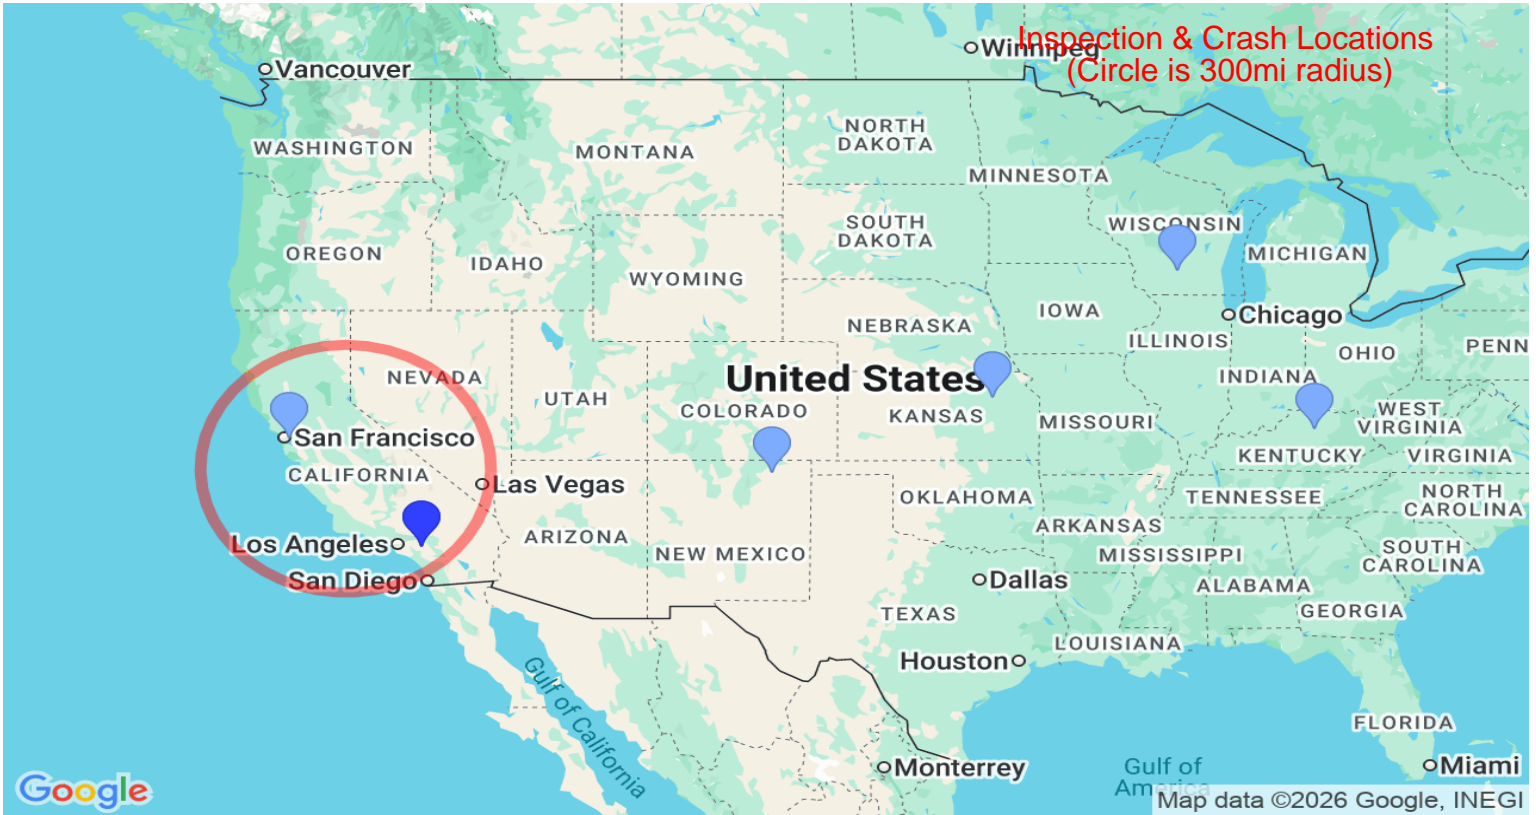 Inspection & Crash Locations
(Circle is 300mi radius)
Winnipeg
Vancouver
NORTH
DAKOTA
WASHINGTON
MONTANA
MINNESOTA
SOUTH
DAKOTA
WISCONSIN
OREGON
IDAHO
MICHIGAN
WYOMING
IOWA
Chicago
NEBRASKA
ILLINOIS
OHIO
PENN
NEVADA
United States
INDIANA
UTAH
COLORADO
KANSAS
MISSOURI
WEST
VIRGINIA
San Francisco
KENTUCKY
VIRGINIA
CALIFORNIA
Las Vegas
OKLAHOMA
TENNESSEE
NORTH
CAROLINA
ARKANSAS
Los Angeles
ARIZONA
NEW MEXICO
MISSISSIPPI
SOUTH
CAROLINA
San Diego
Dallas
ALABAMA
TEXAS
GEORGIA
LOUISIANA
Houston
Gulf of California
FLORIDA
Monterrey
Gulf of
America
Miami
Google
Map data ©2026 Google, INEGI